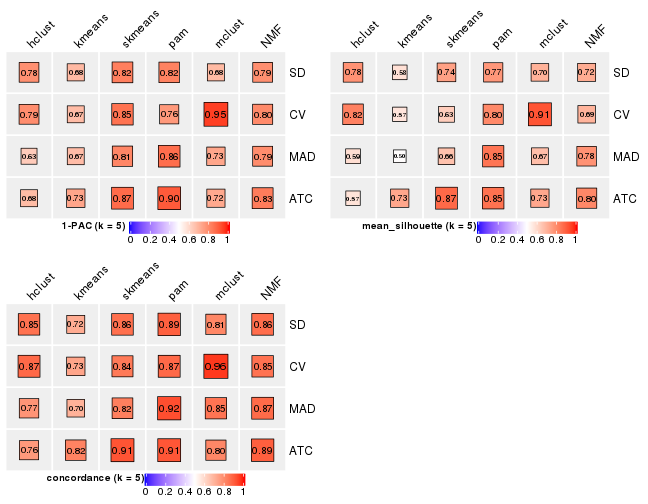 hclust kmeans skmeans pam mclust NMF
0.78 0.68 0.82 0.82 0.68 0.79 SD
0.79 0.67 0.85 0.76 0.95 0.80 CV
0.63 0.67 0.81 0.86 0.73 0.79 MAD
0.68 0.73 0.87 0.90 0.72 0.83 ATC
1-PAC (k = 5)
0 0.2 0.4 0.6 0.8 1
hclust kmeans skmeans pam mclust NMF
0.78 0.58 0.74 0.77 0.70 0.72 SD
0.82 0.57 0.63 0.80 0.91 0.69 CV
0.59 0.50 0.66 0.85 0.67 0.78 MAD
0.57 0.73 0.87 0.85 0.73 0.80 ATC
mean_silhouette (k = 5)
0 0.2 0.4 0.6 0.8 1
hclust kmeans skmeans pam mclust NMF
0.85 0.72 0.86 0.89 0.81 0.86 SD
0.87 0.73 0.84 0.87 0.96 0.85 CV
0.77 0.70 0.82 0.92 0.85 0.87 MAD
0.76 0.82 0.91 0.91 0.80 0.89 ATC
concordance (k = 5)
0 0.2 0.4 0.6 0.8 1